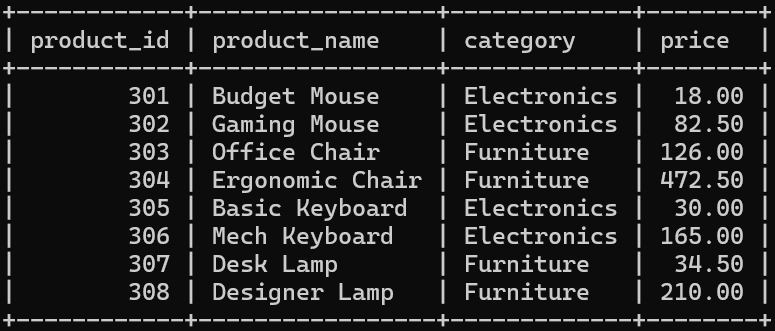 +------------+-----------------+-------------+--------+
| product_id | product_name    | category    | price  |
+------------+-----------------+-------------+--------+
|        301 | Budget Mouse    | Electronics |  18.00 |
|        302 | Gaming Mouse    | Electronics |  82.50 |
|        303 | Office Chair    | Furniture   | 126.00 |
|        304 | Ergonomic Chair | Furniture   | 472.50 |
|        305 | Basic Keyboard  | Electronics |  30.00 |
|        306 | Mech Keyboard   | Electronics | 165.00 |
|        307 | Desk Lamp       | Furniture   |  34.50 |
|        308 | Designer Lamp   | Furniture   | 210.00 |
+------------+-----------------+-------------+--------+